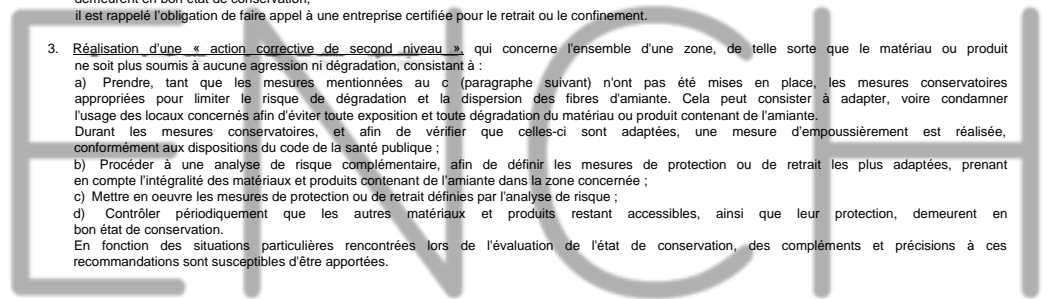 demeurent en bon état de conservation;
il est rappelé l'obligation de faire appel à une entreprise certifiée pour le retrait ou le confinement.
3. Réalisation d'une « action corrective de second niveau », qui concerne l'ensemble d'une zone, de telle sorte que le matériau ou produit
ne soit plus soumis à aucune agression ni dégradation, consistant à :
a) Prendre, tant que les mesures mentionnées au c (paragraphe suivant) n'ont pas été mises en place, les mesures conservatoires
appropriées pour limiter le risque de dégradation et la dispersion des fibres d'amiante. Cela peut consister à adapter, voire condamner
l'usage des locaux concernés afin d'éviter toute exposition et toute dégradation du matériau ou produit contenant de l'amiante.
Durant les mesures conservatoires, et afin de vérifier que celles-ci sont adaptées, une mesure d'empoussièrement est réalisée,
conformément aux dispositions du code de la santé publique ;
b) Procéder à une analyse de risque complémentaire, afin de définir les mesures de protection ou de retrait les plus adaptées, prenant
en compte l'intégralité des matériaux et produits contenant de l'amiante dans la zone concernée ;
c) Mettre en oeuvre les mesures de protection ou de retrait définies par l'analyse de risque ;
d) Contrôler périodiquement que les autres matériaux et produits restant accessibles, ainsi que leur protection, demeurent en
bon état de conservation.
En fonction des situations particulières rencontrées lors de l'évaluation de l'état de conservation, des compléments et précisions à ces
recommandations sont susceptibles d'être apportées.
ENCH